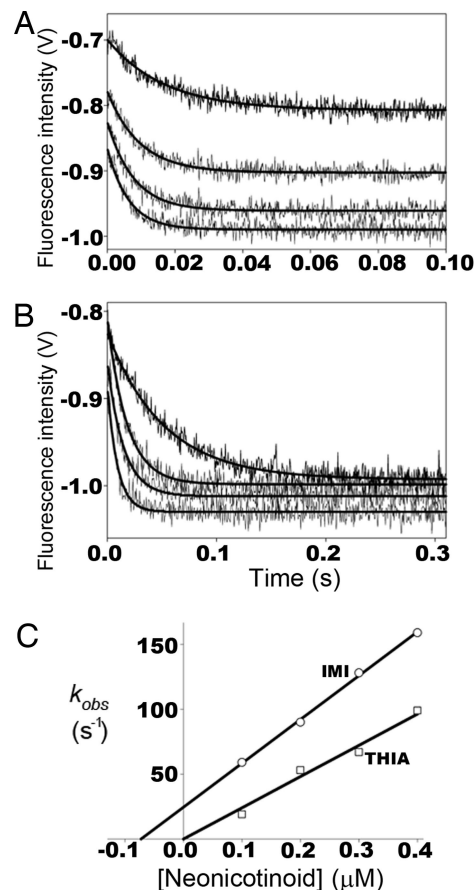 A
Fluorescence intensity (V)
-0.7
-0.8
-0.9
-1.0
0.00 0.02 0.04 0.06 0.08 0.10
B
Fluorescence intensity (V)
-0.8
-0.9
-1.0
0.0 0.1 0.2 0.3
Time (s)
C
k_obs
(s⁻¹)
150
100
50
IMI
THIA
-0.1 0.0 0.1 0.2 0.3 0.4
[Neonicotinoid] (μM)